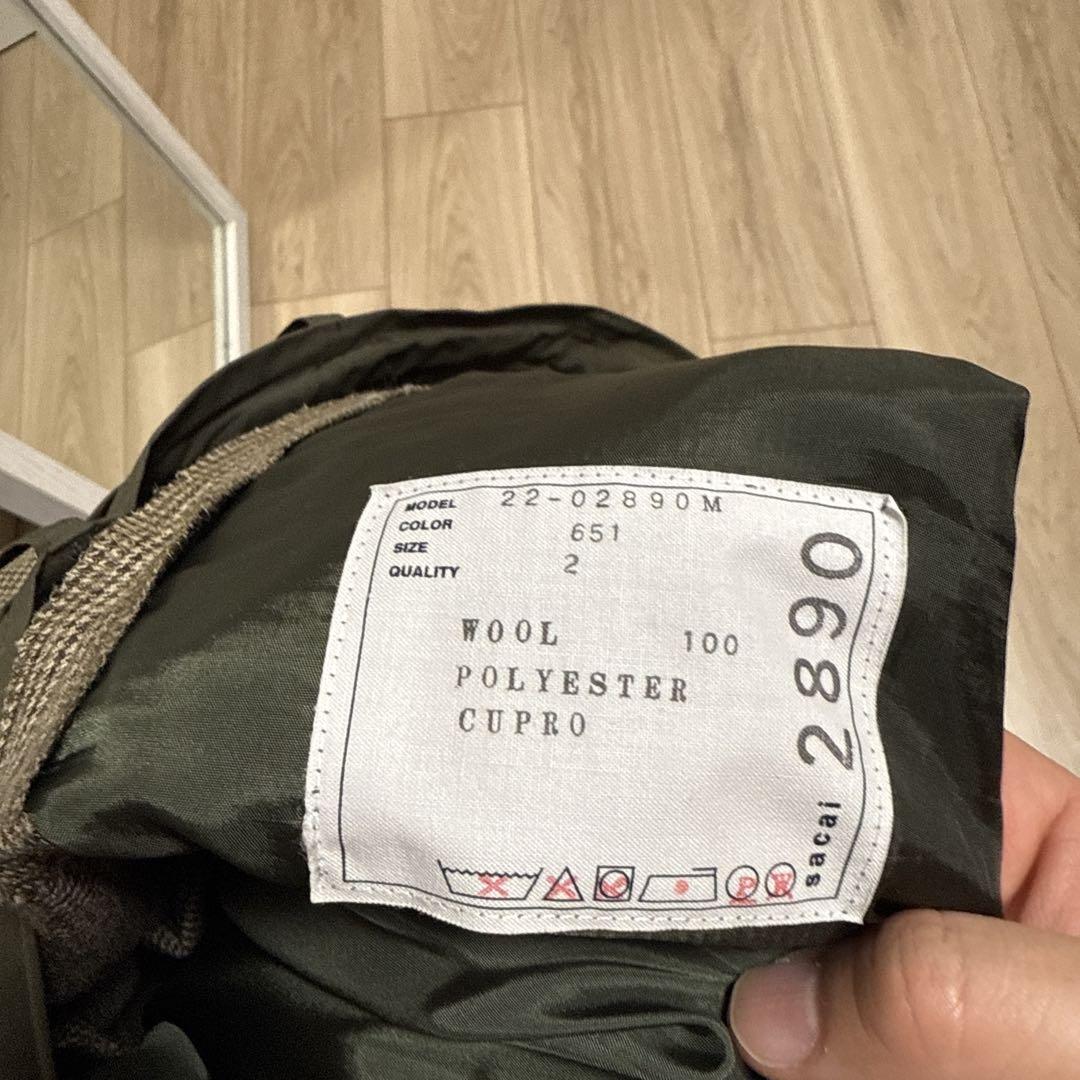 MODEL 22-02890M
COLOR 651
SIZE 2
QUALITY
WOOL 100
POLYESTER
CUPRO
P W
sacai 2890